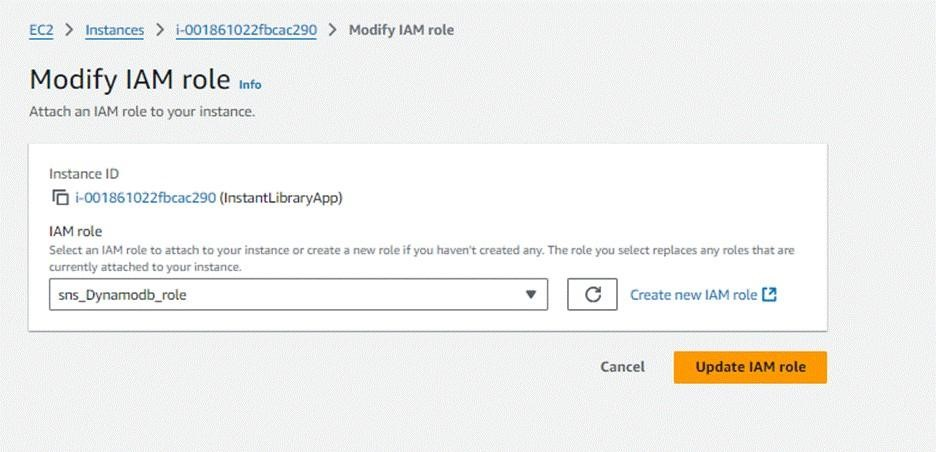 EC2 > Instances > i-001861022fbcac290 > Modify IAM role
Modify IAM role Info
Attach an IAM role to your instance.
Instance ID
i-001861022fbcac290 (InstantLibraryApp)
IAM role
Select an IAM role to attach to your instance or create a new role if you haven't created any. The role you select replaces any roles that are
currently attached to your instance.
sns_Dynamodb_role
Create new IAM role
Cancel
Update IAM role